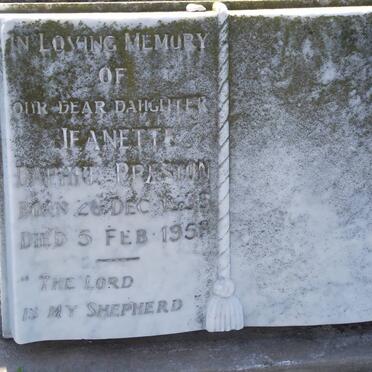 IN LOVING MEMORY
OF
OUR DEAR DAUGHTER
JEANETTE
PRESTON
BORN 26 DEC
DIED 5 FEB 195
"THE LORD
IS MY SHEPHERD"